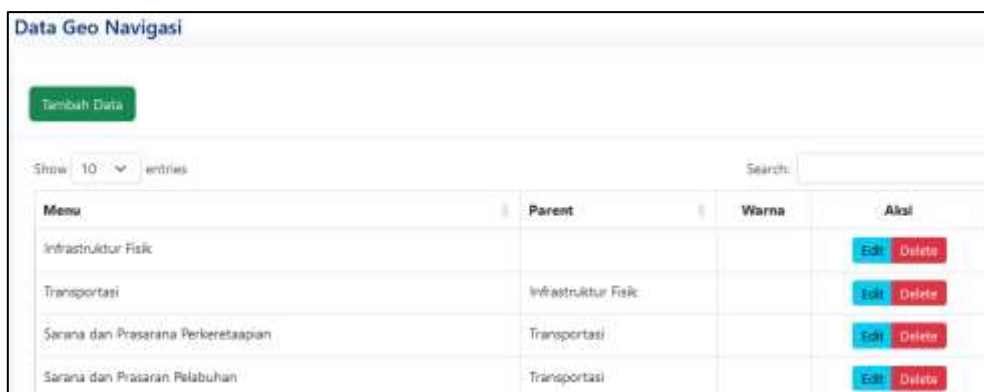 Data Geo Navigasi
Tambah Data
Show 10 entries Search:
Menu Parent Warna Aksi
Infrastruktur Fisik Edit Delete
Transportasi Infrastruktur Fisik Edit Delete
Sarana dan Prasarana Perkeretaapian Transportasi Edit Delete
Sarana dan Prasaran Pelabuhan Transportasi Edit Delete